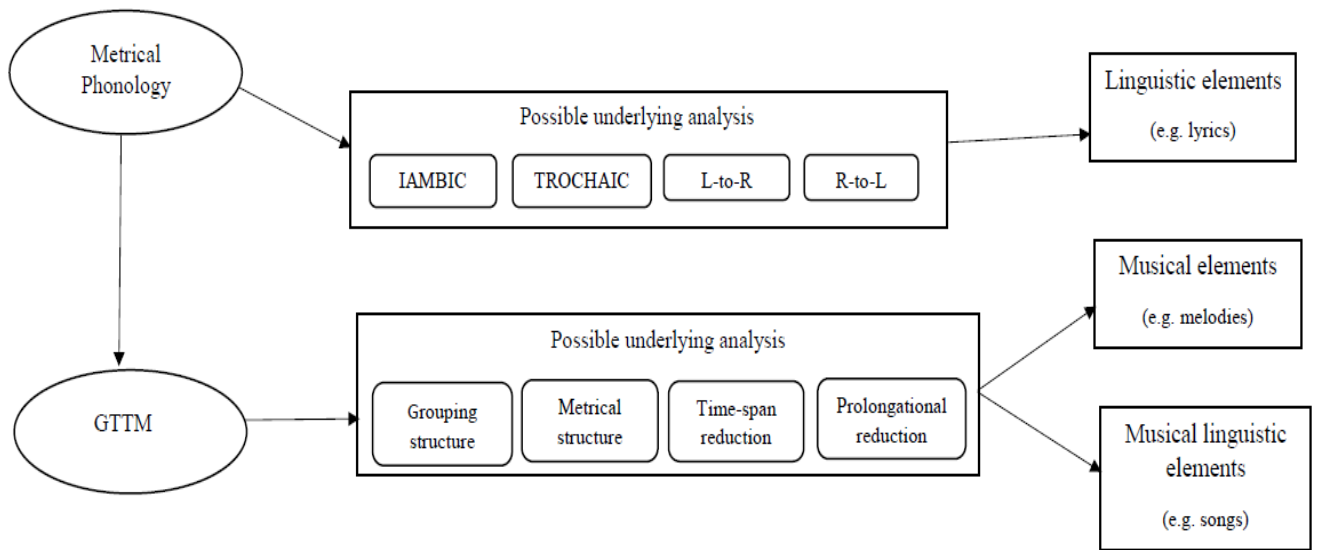 Metrical
Phonology
Possible underlying analysis
IAMBIC
TROCHAIC
L-to-R
R-to-L
Linguistic elements
(e.g. lyrics)
GTTM
Possible underlying analysis
Grouping
structure
Metrical
structure
Time-span
reduction
Prolongational
reduction
Musical elements
(e.g. melodies)
Musical linguistic
elements
(e.g. songs)